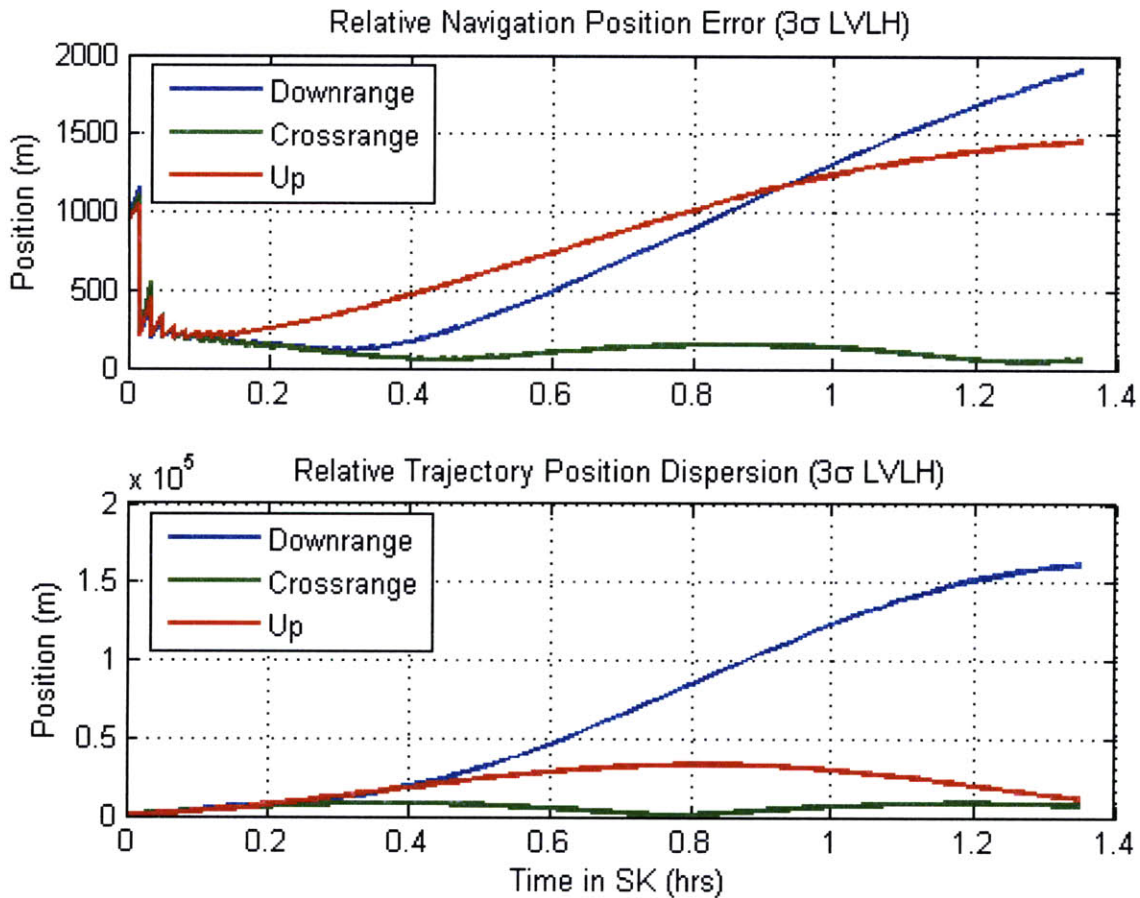 Relative Navigation Position Error (3σ LVLH)
2000
1500
1000
500
0
Position (m)
Downrange
Crossrange
Up
0 0.2 0.4 0.6 0.8 1 1.2 1.4
Relative Trajectory Position Dispersion (3σ LVLH)
x 10^5
2
1.5
1
0.5
0
Position (m)
Downrange
Crossrange
Up
0 0.2 0.4 0.6 0.8 1 1.2 1.4
Time in SK (hrs)